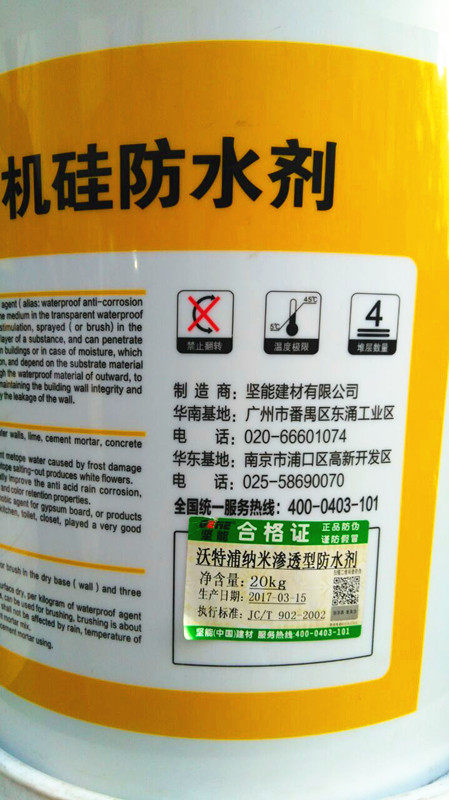 机硅防水剂
agent ( alias: waterproof anti-corrosion
e medium in the transparent waterproof
stimulation, sprayed ( or brush ) in the
layer of a substance, and can penetrate
n buildings or in case of moisture, which
on, and depend on the substrate material
gh the waterproof material of outward, to
maintaining the building wall integrity and
y the leakage of the wall.
45℃
5℃
4
禁止翻转
温度极限
堆层数量
制造商：坚能建材有限公司
华南基地：广州市番禺区东涌工业区
电话：020-66601074
华东基地：南京市浦口区高新开发区
电话：025-58690070
全国统一服务热线：400-0403-101
after walls, lime, cement mortar, concrete
nt metope water caused by frost damage
etope salting-out produces white flowers.
ally improve the anti acid rain corrosion,
and color retention properties.
otic agent for gypsum board, or products
kitchen, toilet, closet, played a very good
坚能
合格证
正品防伪
谨防假冒
沃特浦纳米渗透型防水剂
净含量：20kg
生产日期：2017-03-15
执行标准：JC/T 902-2002
坚能(中国)建材 服务热线:400-0403-101
or brush in the dry base ( wall ) and three
urface dry, per kilogram of waterproof agent
, can be used for brushing, brushing is about
shall not be affected by rain, temperature of
t mortar mix.
cement mortar using.